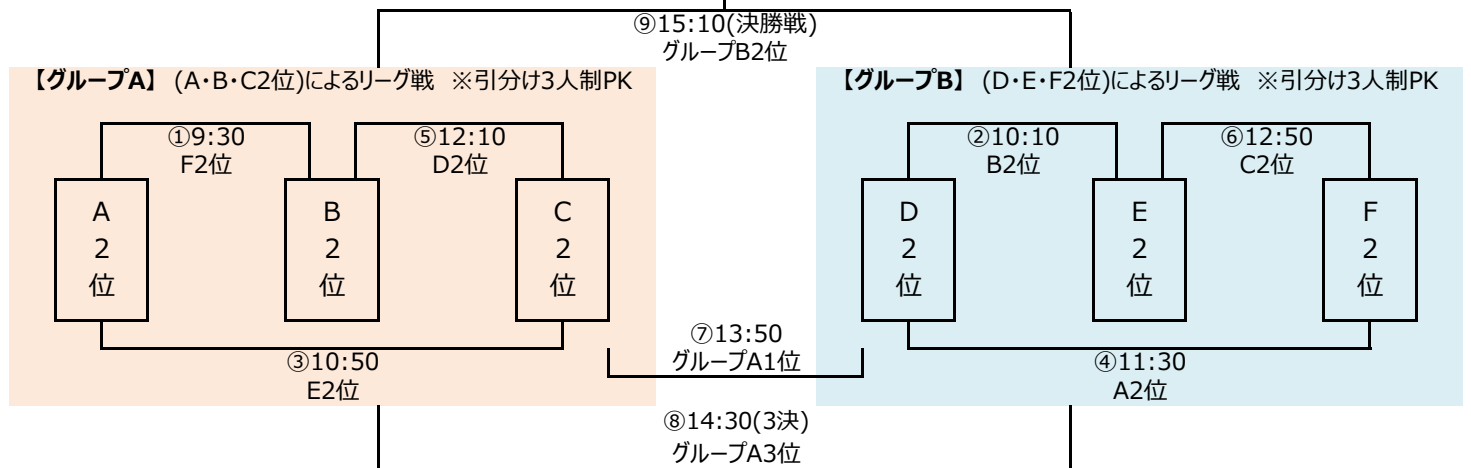 ⑨15:10(決勝戦)
グループB2位
【グループA】 (A・B・C2位)によるリーグ戦 ※引分け3人制PK
①9:30
F2位
⑤12:10
D2位
A
2
位
B
2
位
C
2
位
③10:50
E2位
【グループB】 (D・E・F2位)によるリーグ戦 ※引分け3人制PK
②10:10
B2位
⑥12:50
C2位
D
2
位
E
2
位
F
2
位
④11:30
A2位
⑦13:50
グループA1位
⑧14:30(3決)
グループA3位